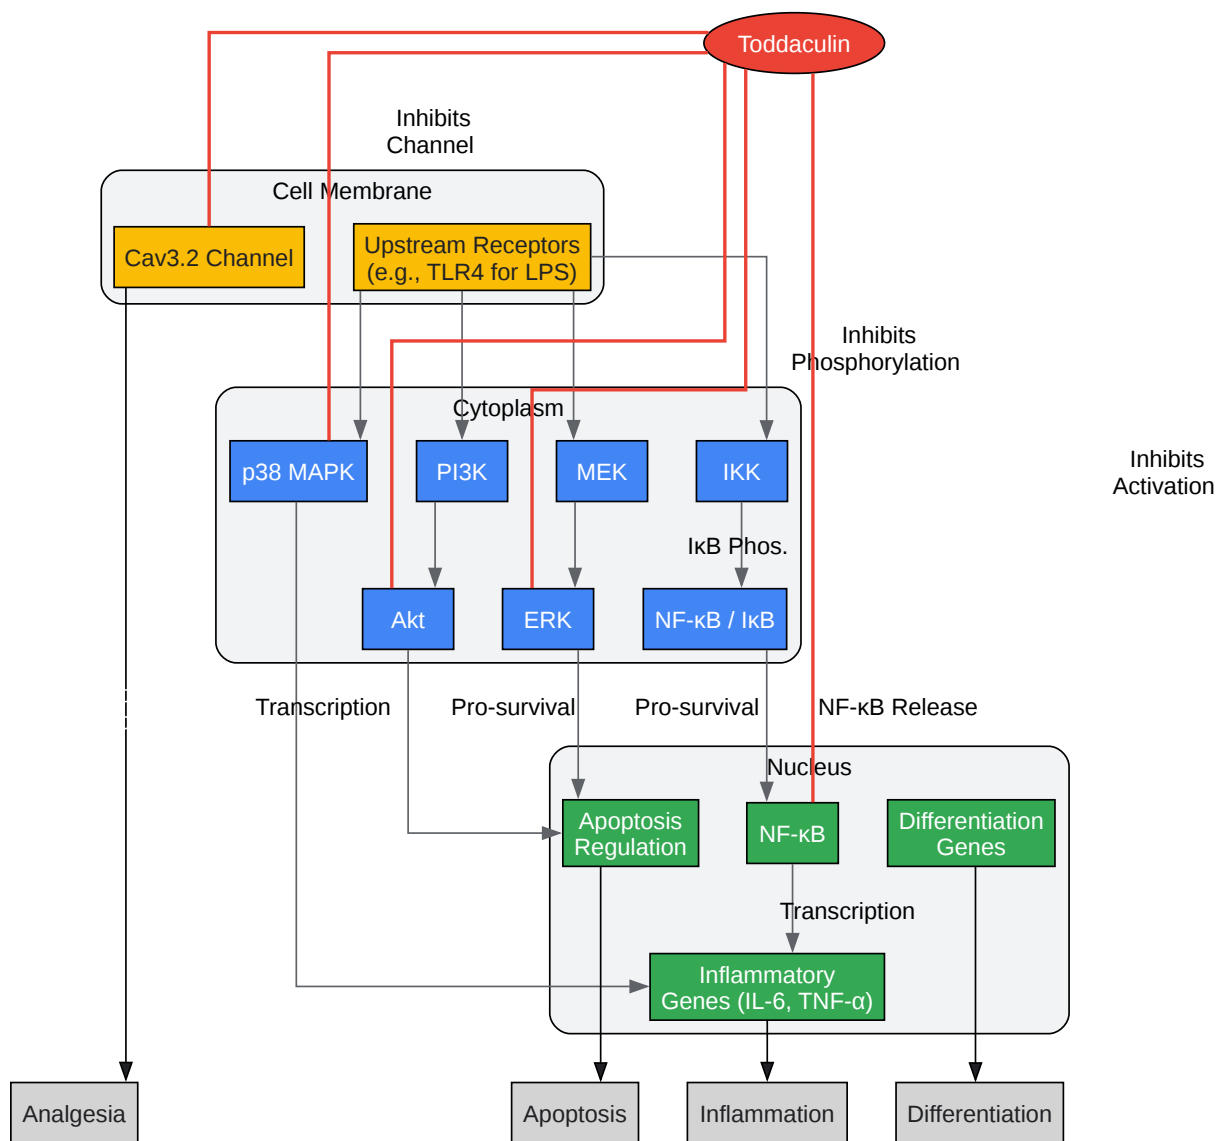 Toddaculin
Inhibits
Channel
Cell Membrane
Cav3.2 Channel
Upstream Receptors
(e.g., TLR4 for LPS)
Inhibits
Phosphorylation
Cytoplasm
p38 MAPK
PI3K
MEK
IKK
Inhibits
Activation
IκB Phos.
Akt
ERK
NF-κB / IκB
Transcription
Pro-survival
Pro-survival
NF-κB Release
Nucleus
Apoptosis
Regulation
NF-κB
Differentiation
Genes
Transcription
Inflammatory
Genes (IL-6, TNF-α)
Analgesia
Apoptosis
Inflammation
Differentiation